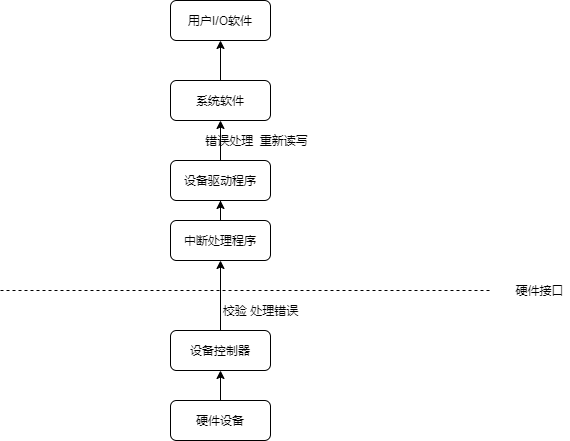 用户I/O软件
系统软件
错误处理 重新读写
设备驱动程序
中断处理程序
硬件接口
校验 处理错误
设备控制器
硬件设备